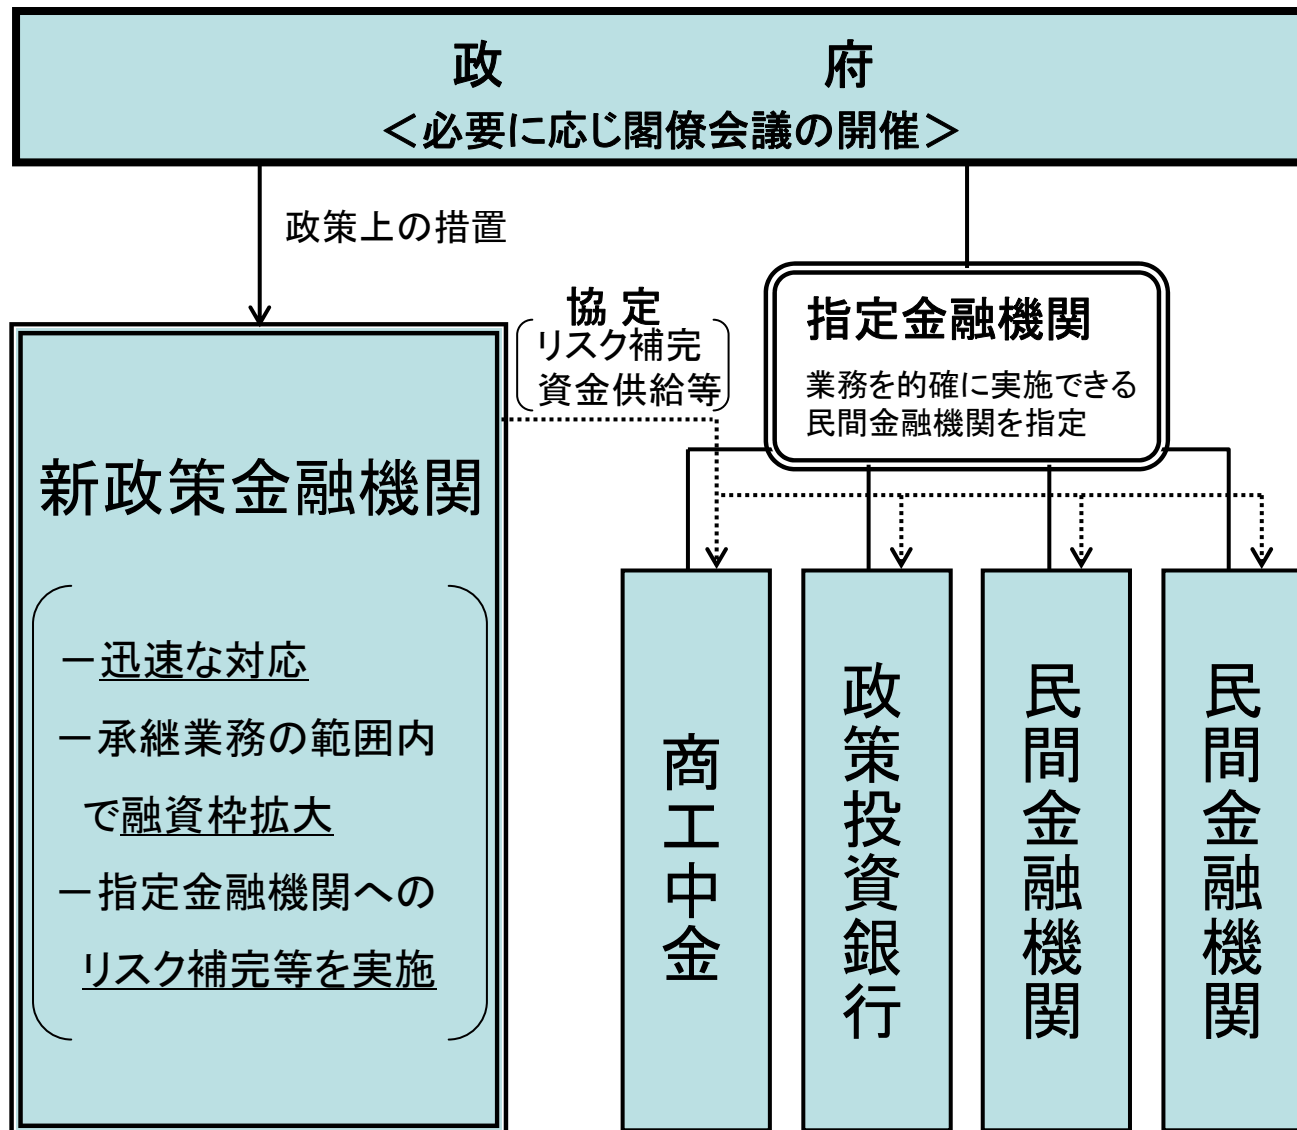 政　府
＜必要に応じ閣僚会議の開催＞
政策上の措置
協 定
リスク補完
資金供給等
指定金融機関
業務を的確に実施できる
民間金融機関を指定
新政策金融機関
－迅速な対応
－承継業務の範囲内
で融資枠拡大
－指定金融機関への
リスク補完等を実施
商工中金
政策投資銀行
民間金融機関
民間金融機関